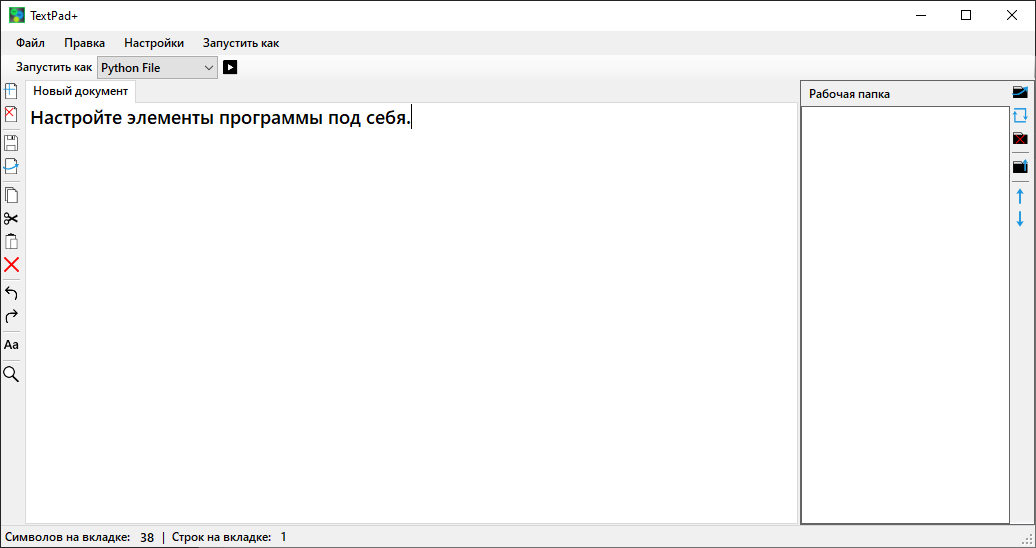 TextPad+
Файл Правка Настройки Запустить как
Запустить как Python File
Новый документ
Рабочая папка
Настройте элементы программы под себя.
Aa
Символов на вкладке: 38 | Строк на вкладке: 1